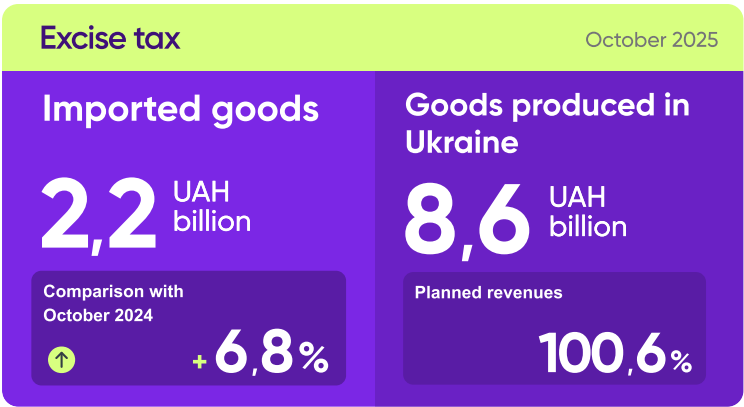 Excise tax
October 2025
Imported goods
2,2
UAH
billion
Comparison with
October 2024
+ 6,8%
Goods produced in
Ukraine
8,6
UAH
billion
Planned revenues
100,6%